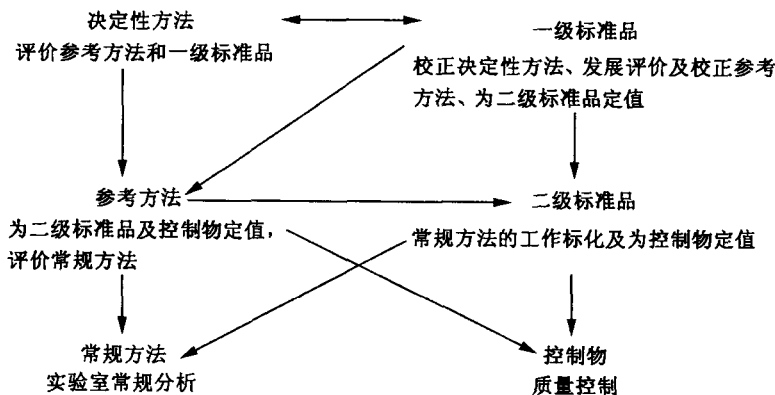 决定性方法
评价参考方法和一级标准品
一级标准品
校正决定性方法、发展评价及校正参考
方法、为二级标准品定值
参考方法
为二级标准品及控制物定值，
评价常规方法
二级标准品
常规方法的工作标化及为控制物定值
常规方法
实验室常规分析
控制物
质量控制